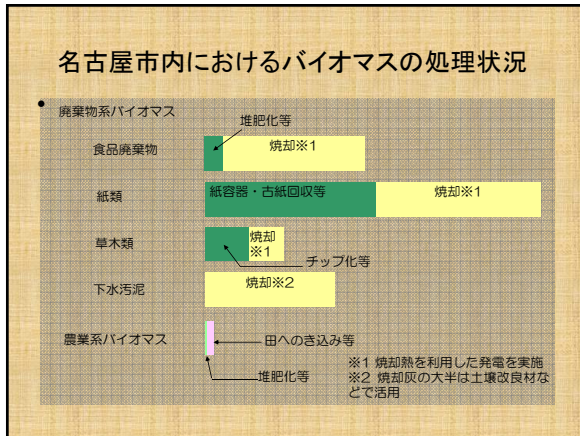 名古屋市内におけるバイオマスの処理状況
• 廃棄物系バイオマス
堆肥化等
食品廃棄物
焼却※1
紙類
紙容器・古紙回収等
焼却※1
草木類
焼却
※1
チップ化等
下水汚泥
焼却※2
農業系バイオマス
田へのき込み等
堆肥化等
※1 焼却熱を利用した発電を実施
※2 焼却灰の大半は土壌改良材な
どで活用